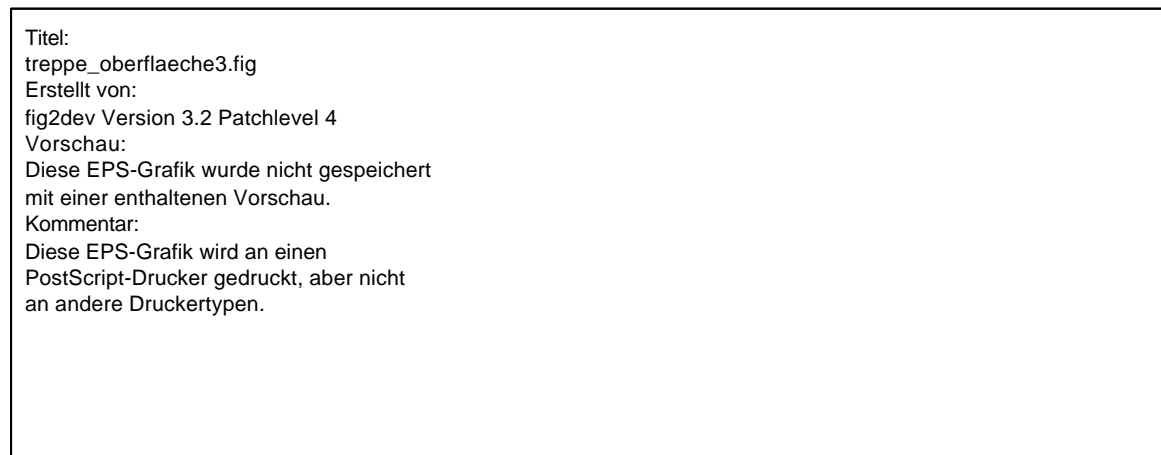 Titel:
treppe_oberflaeche3.fig
Erstellt von:
fig2dev Version 3.2 Patchlevel 4
Vorschau:
Diese EPS-Grafik wurde nicht gespeichert
mit einer enthaltenen Vorschau.
Kommentar:
Diese EPS-Grafik wird an einen
PostScript-Drucker gedruckt, aber nicht
an andere Druckertypen.